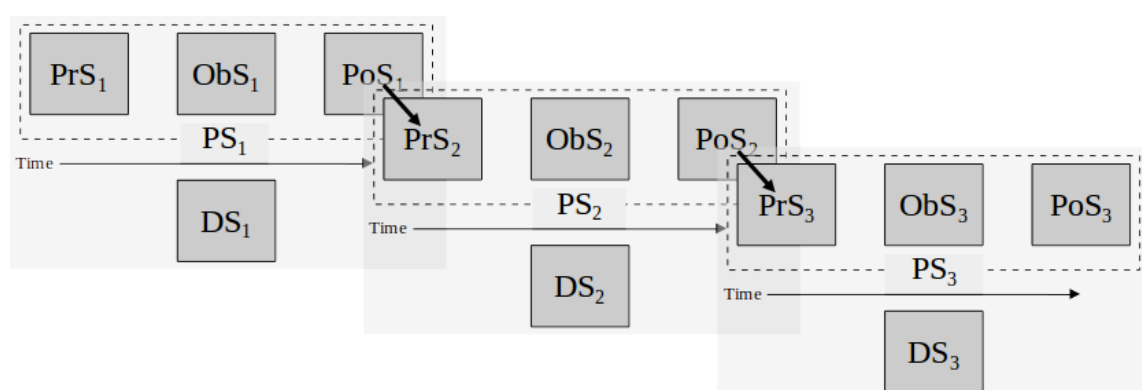 PrS₁ ObS₁ PoS₁
PS₁
Time
DS₁
PrS₂ ObS₂ PoS₂
PS₂
Time
DS₂
PrS₃ ObS₃ PoS₃
PS₃
Time
DS₃